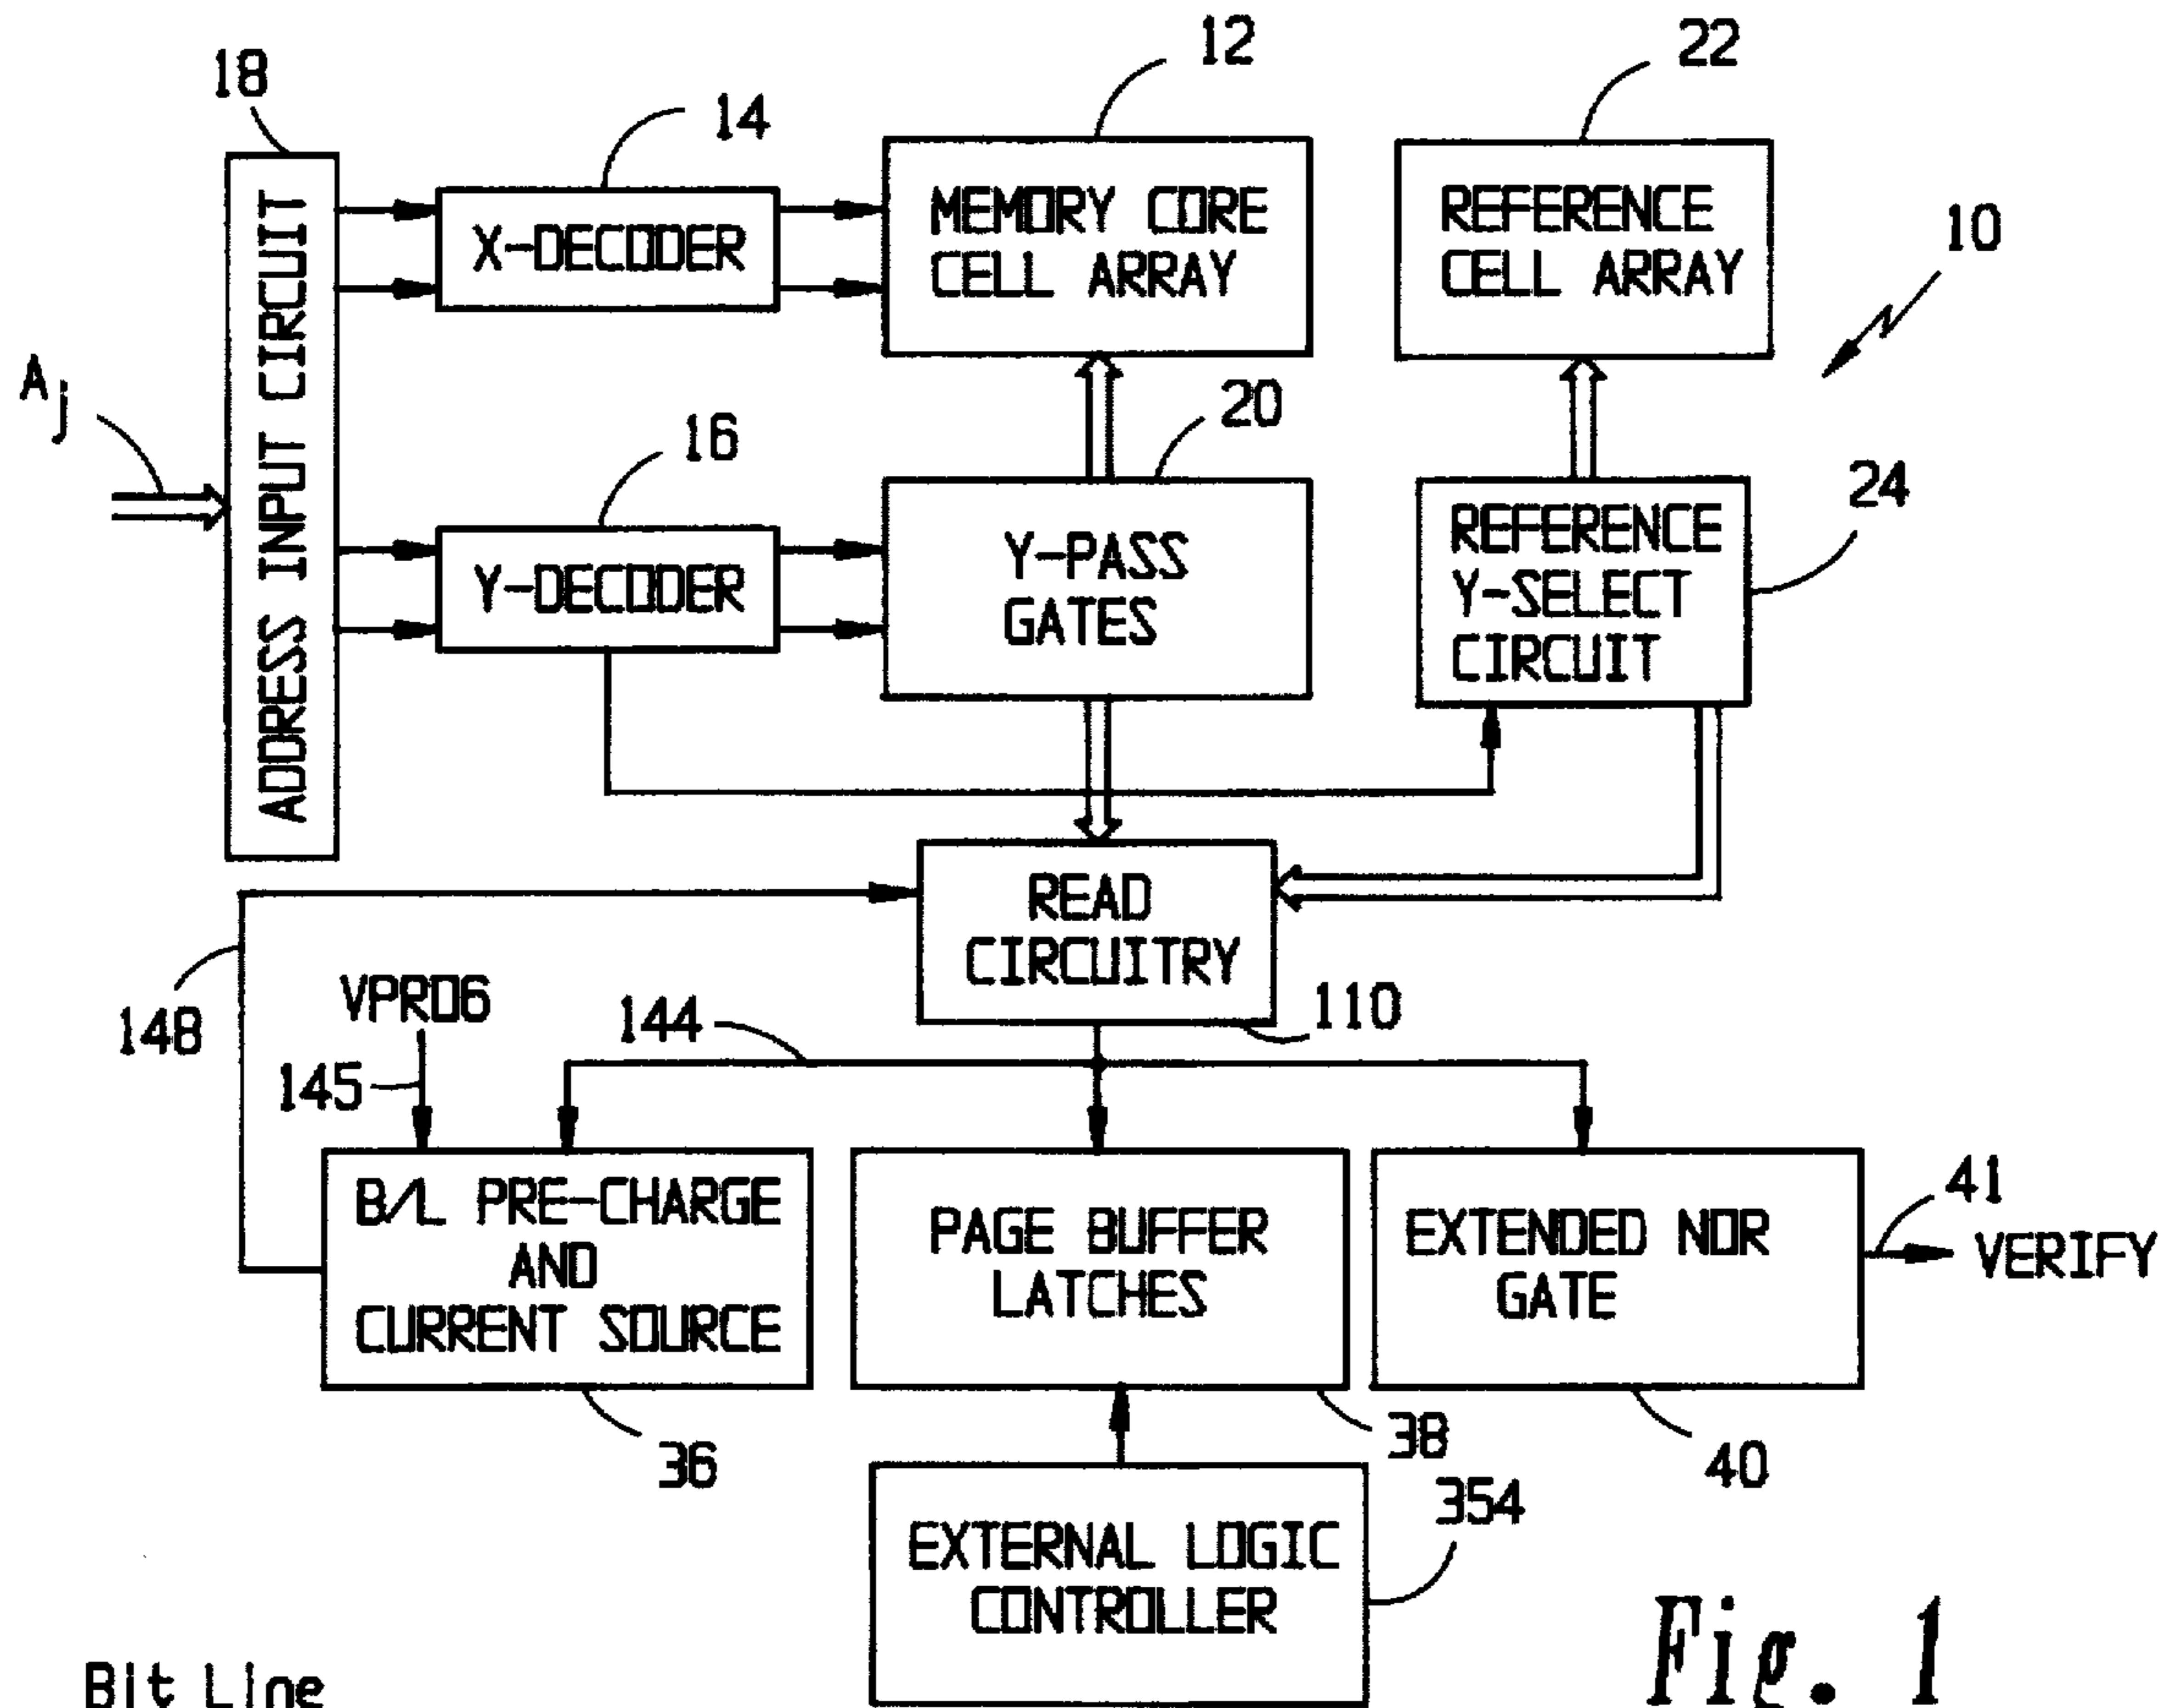 12
22
18
14
MEMORY CORE
CELL ARRAY
REFERENCE
CELL ARRAY
10
X-DECODER
ADDRESS INPUT CIRCUIT
Aj
20
16
24
Y-PASS
GATES
REFERENCE
Y-SELECT
CIRCUIT
Y-DECODER
READ
CIRCUITRY
148
VPRO6
144
110
145
B/L PRE-CHARGE
AND
CURRENT SOURCE
PAGE BUFFER
LATCHES
EXTENDED NOR
GATE
41
VERIFY
36
38
40
354
EXTERNAL LOGIC
CONTROLLER
Fig. 1
Bit Line